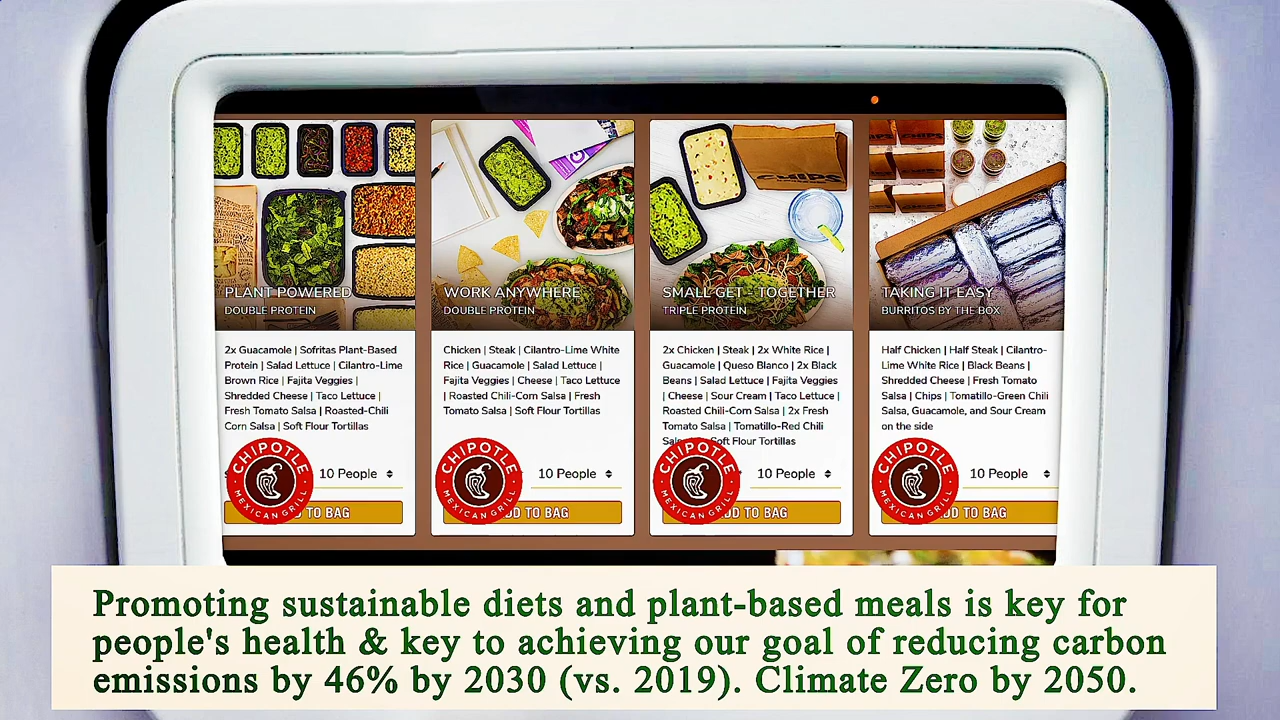 CHIPS
CHIPS
PLANT POWERED
DOUBLE PROTEIN
2x Guacamole | Sofritas Plant-Based
Protein | Salad Lettuce | Cilantro-Lime
Brown Rice | Fajita Veggies |
Shredded Cheese | Taco Lettuce |
Fresh Tomato Salsa | Roasted-Chili
Corn Salsa | Soft Flour Tortillas
CHIPOTLE
MEXICAN GRILL
10 People
TO BAG
WORK ANYWHERE
DOUBLE PROTEIN
Chicken | Steak | Cilantro-Lime White
Rice | Guacamole | Salad Lettuce |
Fajita Veggies | Cheese | Taco Lettuce
| Roasted Chili-Corn Salsa | Fresh
Tomato Salsa | Soft Flour Tortillas
CHIPOTLE
MEXICAN GRILL
10 People
TO BAG
SMALL GET - TOGETHER
TRIPLE PROTEIN
2x Chicken | Steak | 2x White Rice |
Guacamole | Queso Blanco | 2x Black
Beans | Salad Lettuce | Fajita Veggies
| Cheese | Sour Cream | Taco Lettuce |
Roasted Chili-Corn Salsa | 2x Fresh
Tomato Salsa | Tomatillo-Red Chili
Soft Flour Tortillas
CHIPOTLE
MEXICAN GRILL
10 People
TO BAG
TAKING IT EASY
BURRITOS BY THE BOX
Half Chicken | Half Steak | Cilantro-
Lime White Rice | Black Beans |
Shredded Cheese | Fresh Tomato
Salsa | Chips | Tomatillo-Green Chili
Salsa, Guacamole, and Sour Cream
on the side
CHIPOTLE
MEXICAN GRILL
10 People
TO BAG
Promoting sustainable diets and plant-based meals is key for
people's health & key to achieving our goal of reducing carbon
emissions by 46% by 2030 (vs. 2019). Climate Zero by 2050.